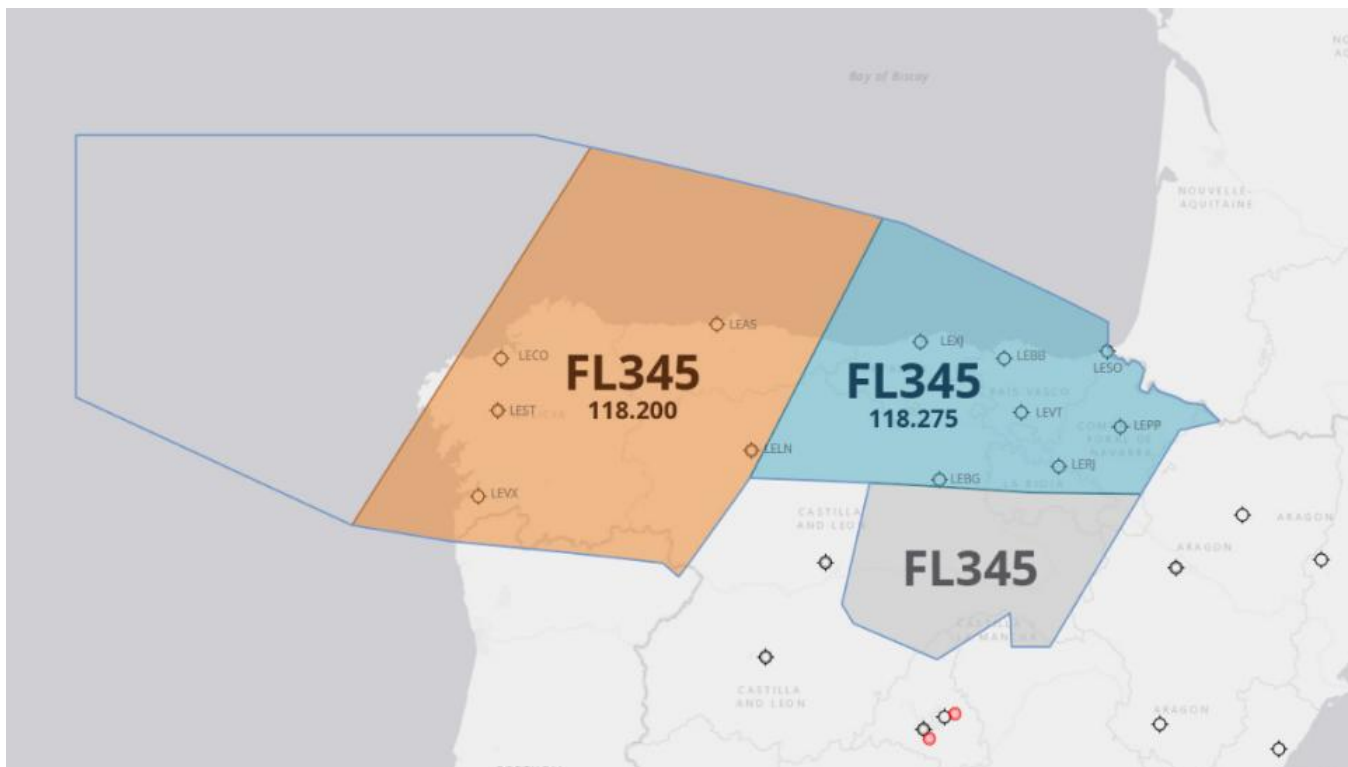 Bay of Biscay
NOUVELLE-
AQUITAINE
LEAS
LEXJ
LECO
LEBB
LESO
FL345
118.200
FL345
118.275
PAÍS VASCO
LEST
LEVT
LEPP
LELN
LERJ
LEBG
LA RIOJA
LEVX
CASTILLA
AND LEON
ARAGON
ARAGON
FL345
CASTILLA
AND LEON
ARAGON